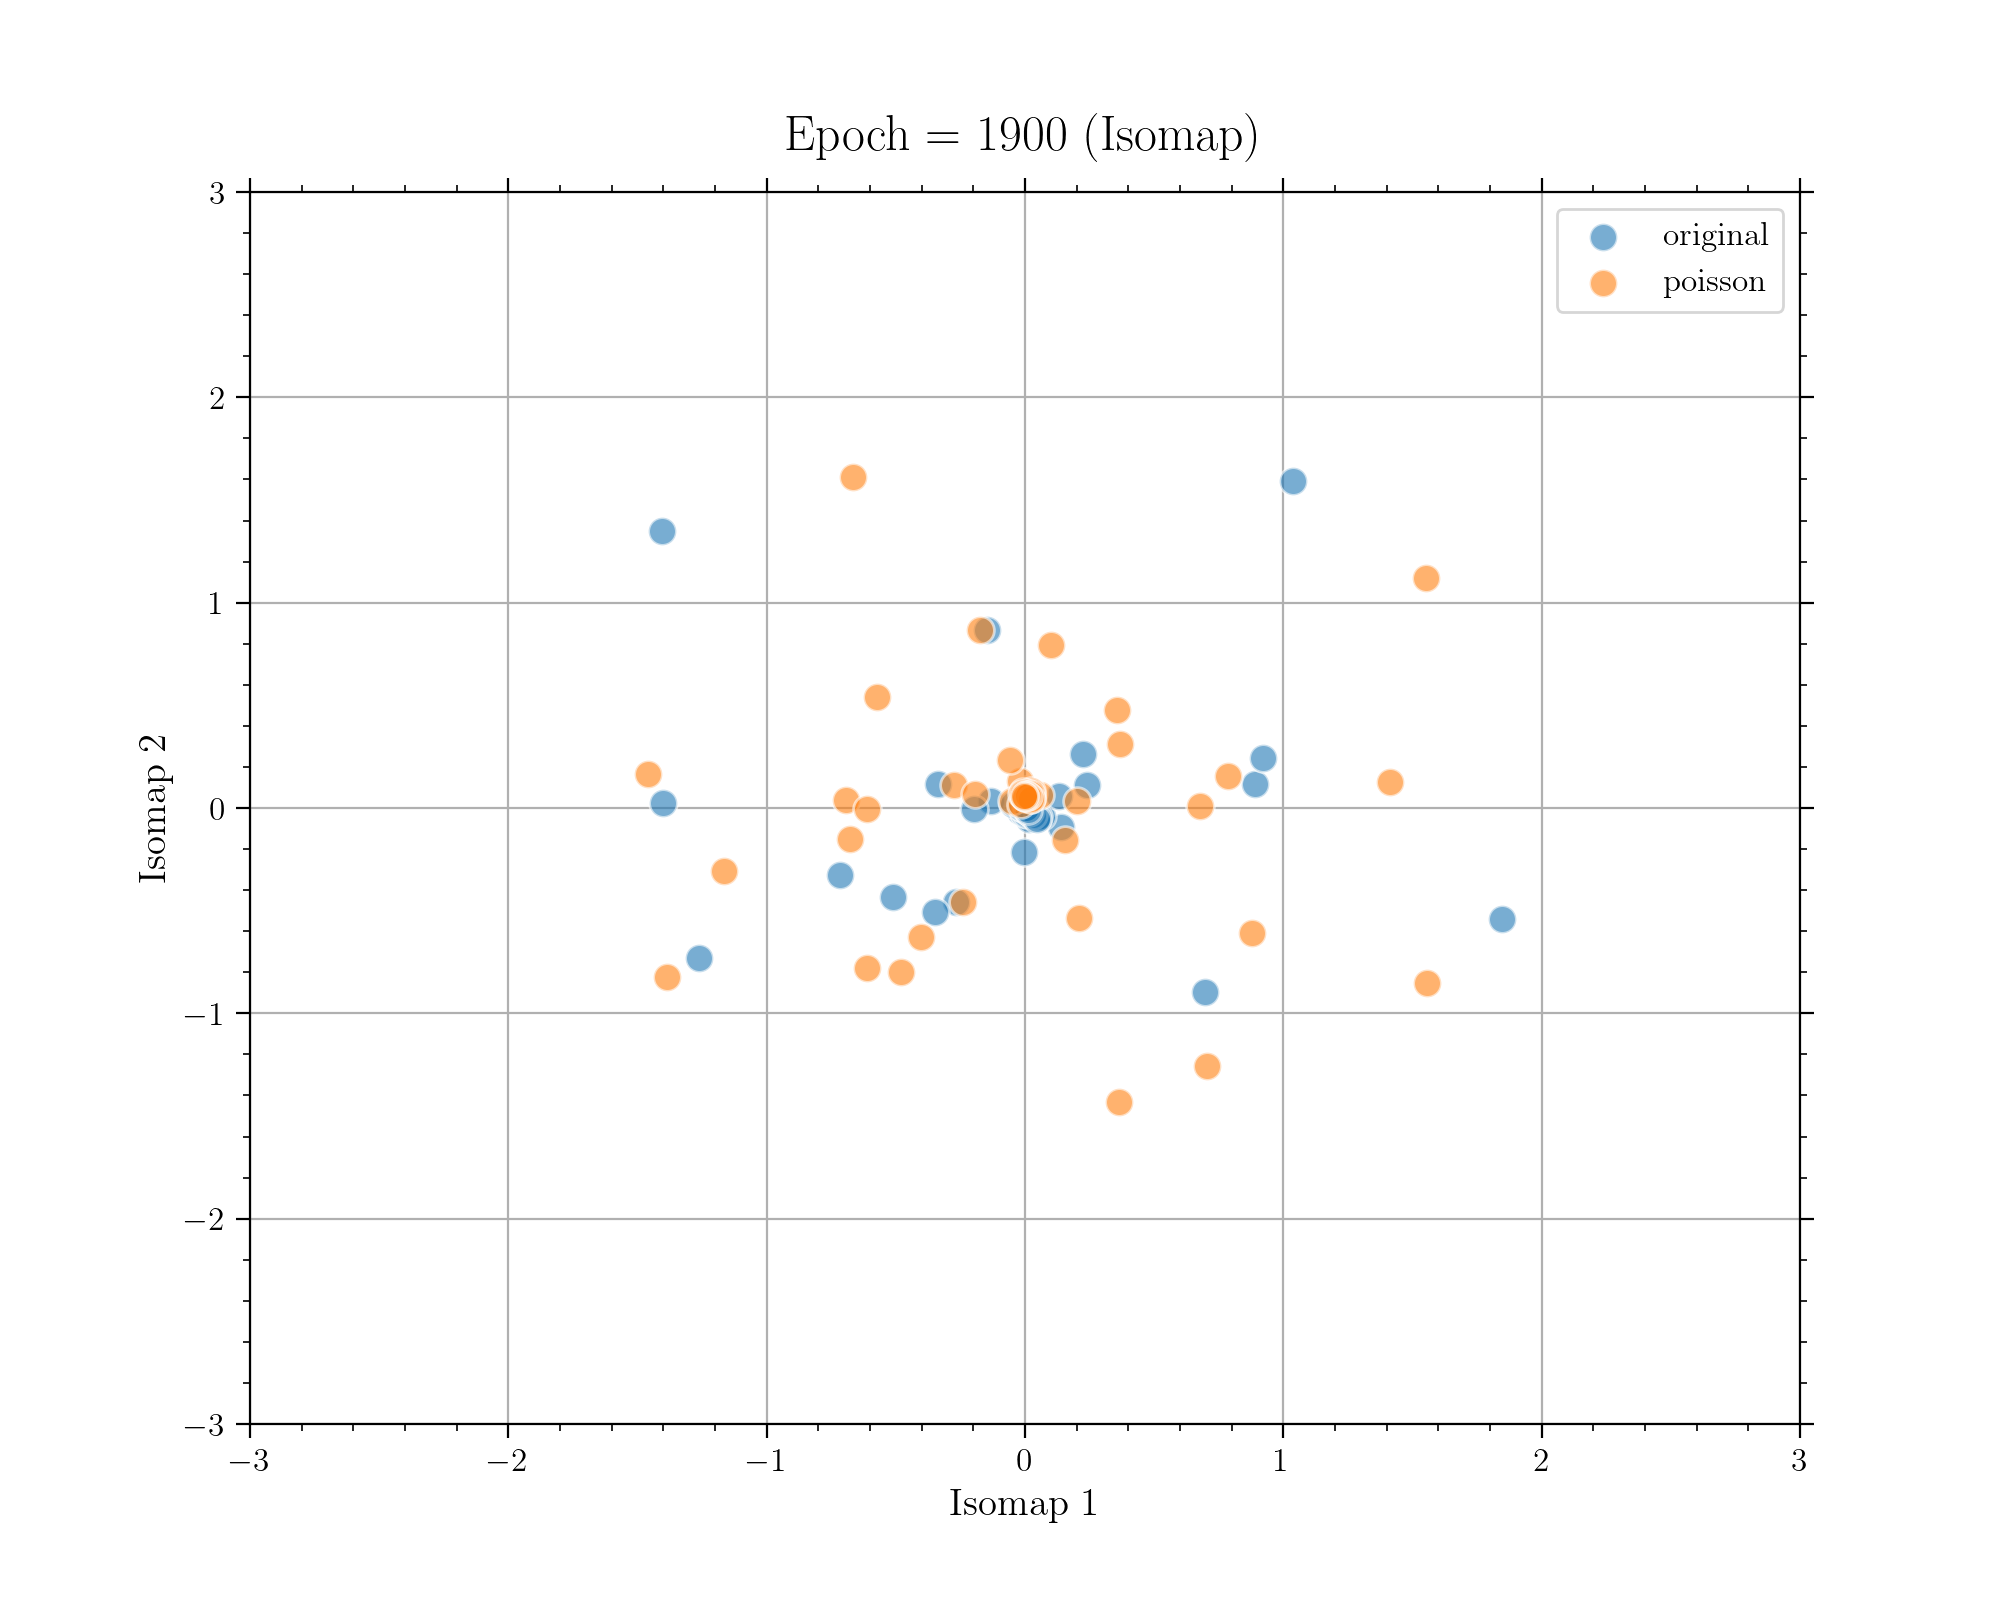 Epoch = 1900 (Isomap)
original
poisson
3
2
1
0
−1
−2
−3
Isomap 2
−3
−2
−1
0
1
2
3
Isomap 1